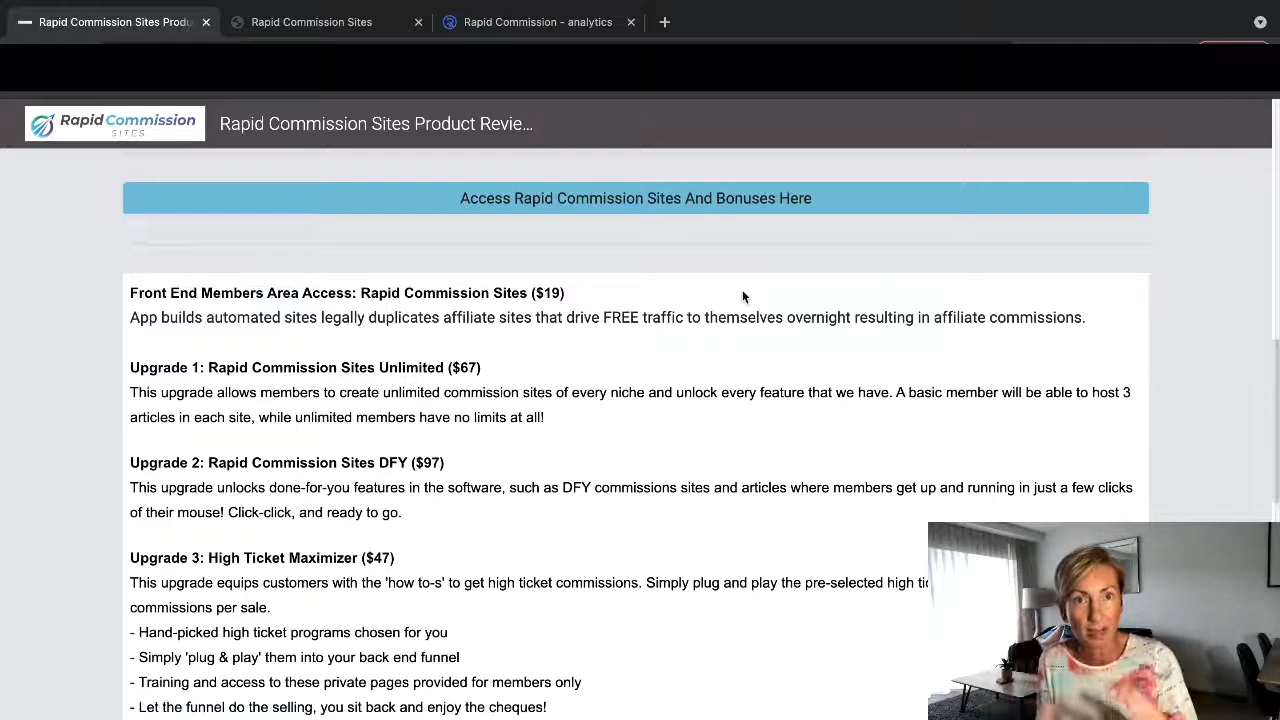 Rapid Commission Sites Produ
Rapid Commission Sites
Rapid Commission - analytics
Rapid Commission
SITES
Rapid Commission Sites Product Revie…
Access Rapid Commission Sites And Bonuses Here
Front End Members Area Access: Rapid Commission Sites ($19)
App builds automated sites legally duplicates affiliate sites that drive FREE traffic to themselves overnight resulting in affiliate commissions.
Upgrade 1: Rapid Commission Sites Unlimited ($67)
This upgrade allows members to create unlimited commission sites of every niche and unlock every feature that we have. A basic member will be able to host 3
articles in each site, while unlimited members have no limits at all!
Upgrade 2: Rapid Commission Sites DFY ($97)
This upgrade unlocks done-for-you features in the software, such as DFY commissions sites and articles where members get up and running in just a few clicks
of their mouse! Click-click, and ready to go.
Upgrade 3: High Ticket Maximizer ($47)
This upgrade equips customers with the 'how to-s' to get high ticket commissions. Simply plug and play the pre-selected high
commissions per sale.
- Hand-picked high ticket programs chosen for you
- Simply 'plug & play' them into your back end funnel
- Training and access to these private pages provided for members only
- Let the funnel do the selling, you sit back and enjoy the cheques!